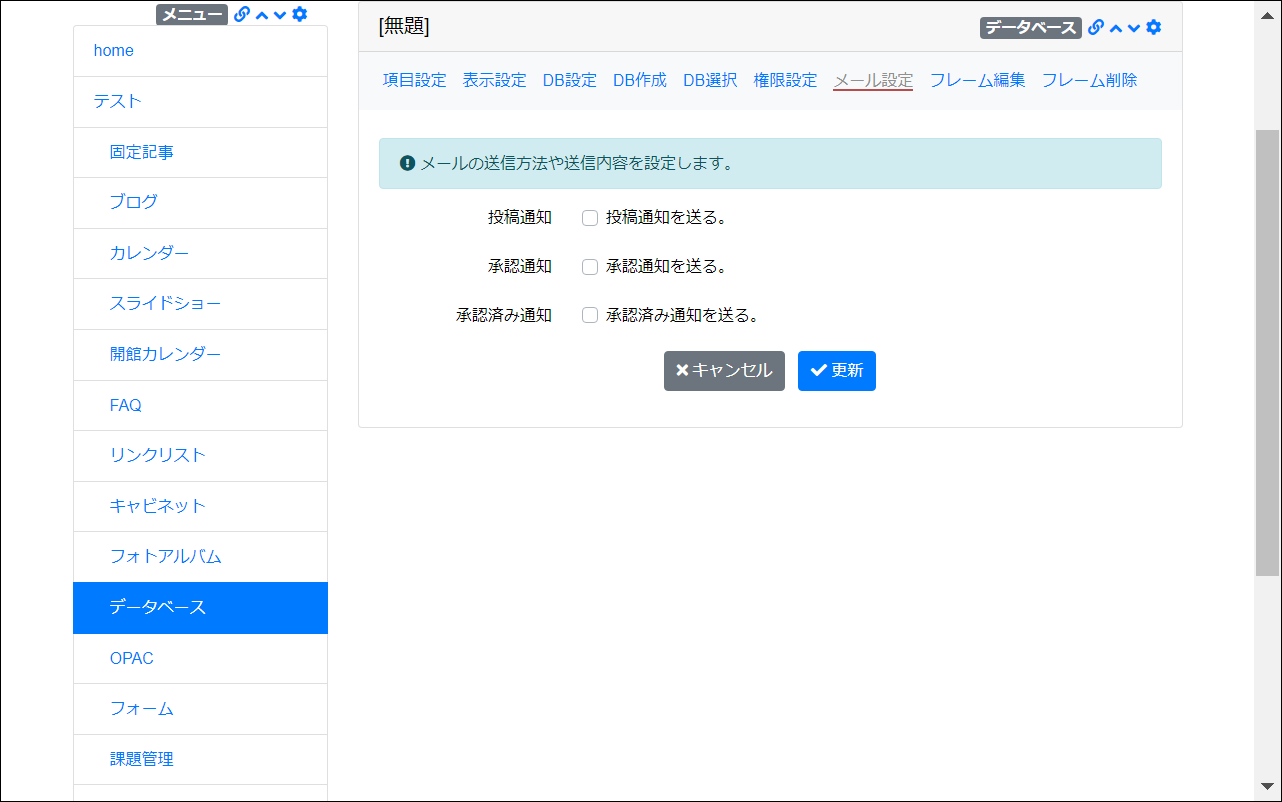 メニュー
home
テスト
固定記事
ブログ
カレンダー
スライドショー
開館カレンダー
FAQ
リンクリスト
キャビネット
フォトアルバム
データベース
OPAC
フォーム
課題管理
[無題]
データベース
項目設定 表示設定 DB設定 DB作成 DB選択 権限設定 メール設定 フレーム編集 フレーム削除
メールの送信方法や送信内容を設定します。
投稿通知 投稿通知を送る。
承認通知 承認通知を送る。
承認済み通知 承認済み通知を送る。
キャンセル 更新